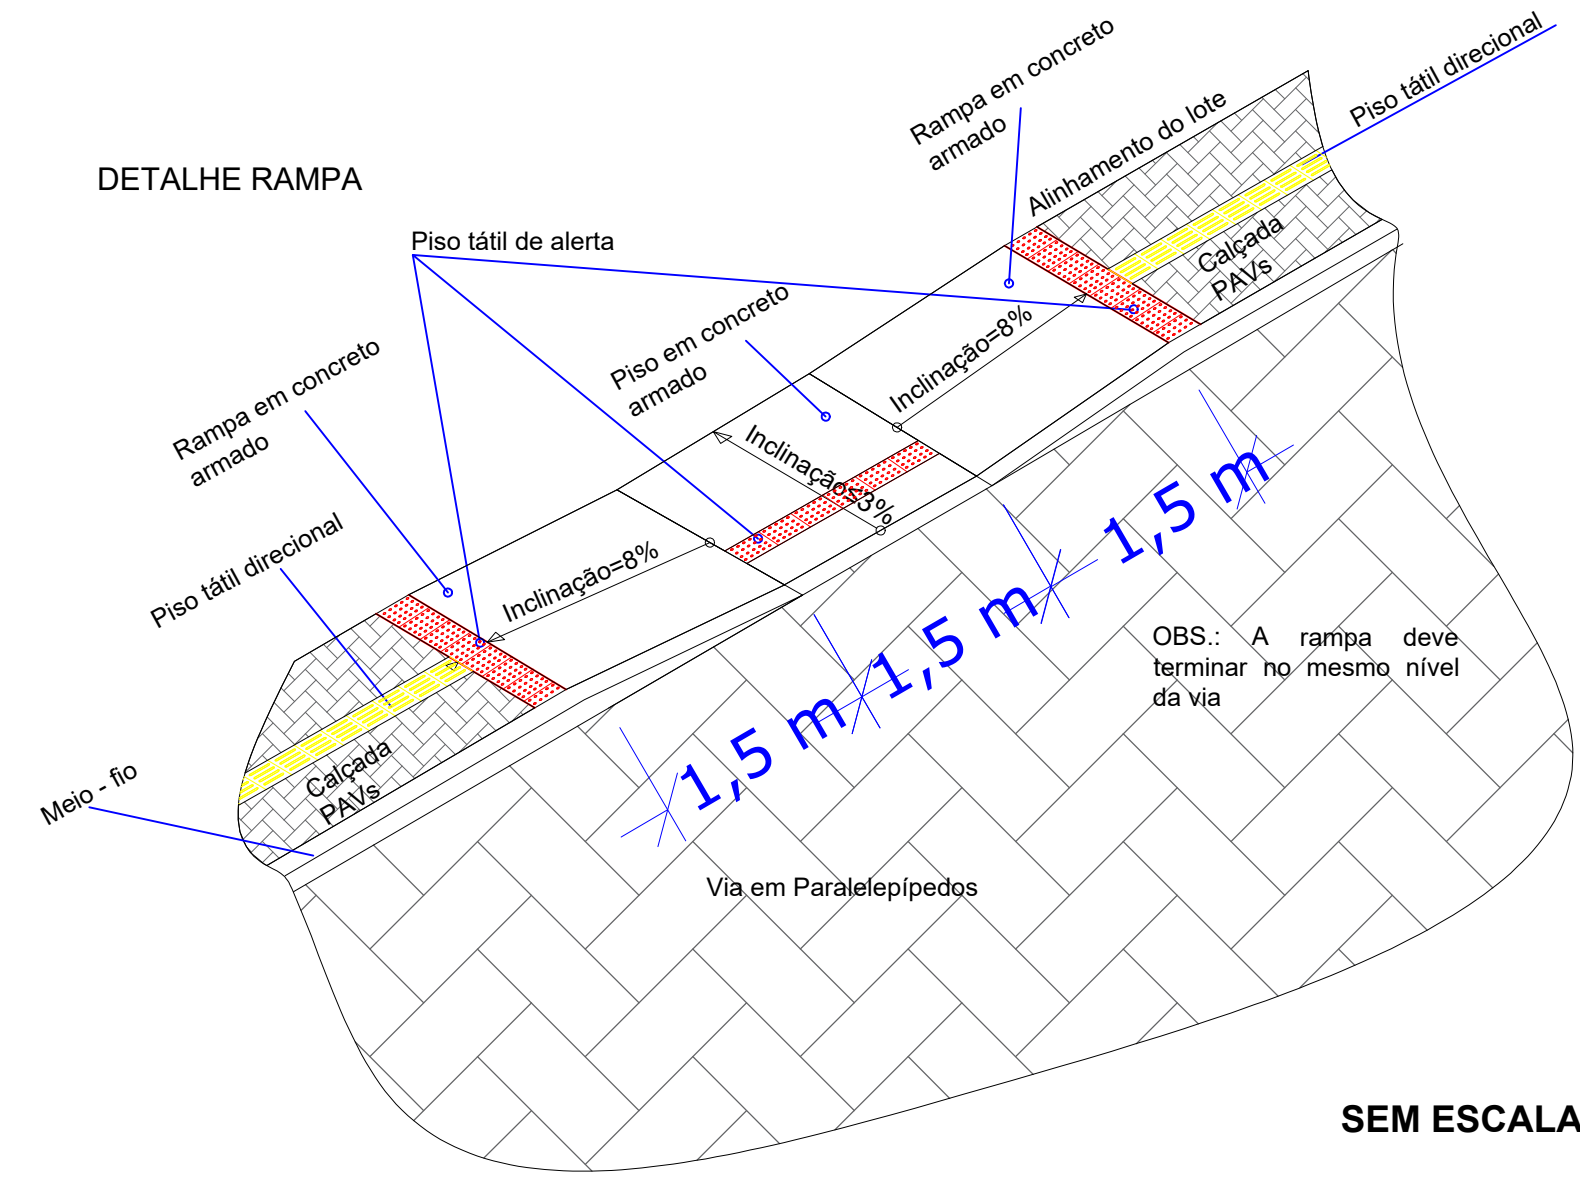 Piso tátil direcional
Rampa em concreto
armado
Alinhamento do lote
DETALHE RAMPA
Piso tátil de alerta
Calçada
PAVs
Piso em concreto
armado
Inclinação=8%
Rampa em concreto
armado
Inclinação≤3%
1,5 m
Piso tátil direcional
Inclinação=8%
1,5 m
OBS.: A rampa deve
terminar no mesmo nível
da via
1,5 m
Calçada
PAVs
Meio - fio
Via em Paralelepípedos
SEM ESCALA